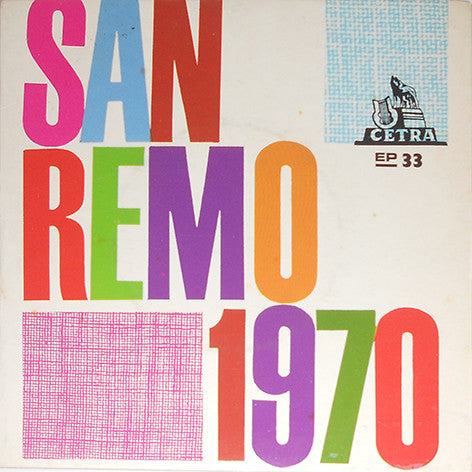 SAN
REMO
1970
CETRA
EP 33